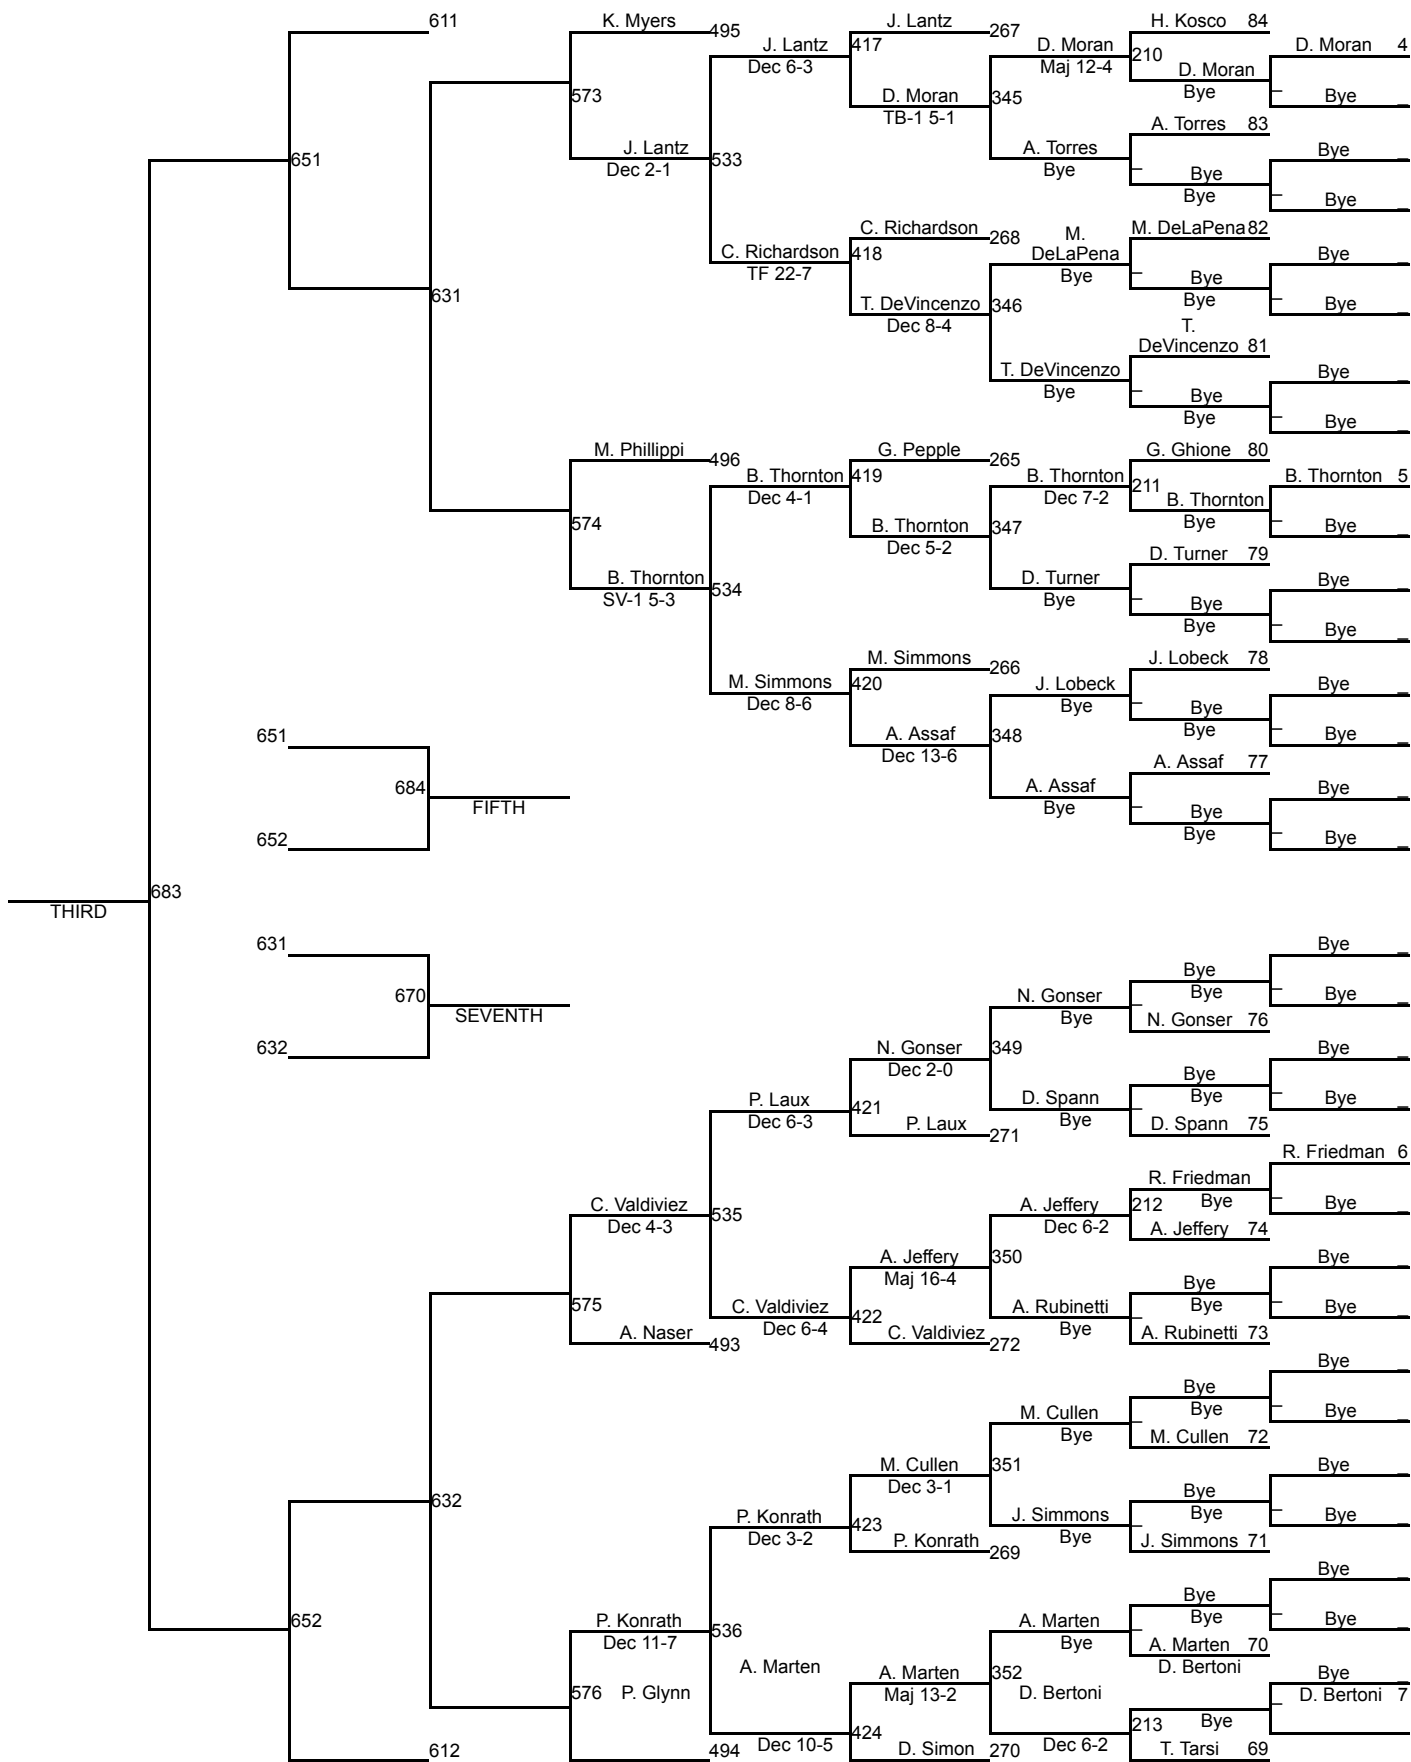 611
K. Myers
495
J. Lantz
267
H. Kosco 84
J. Lantz
Dec 6-3
417
D. Moran
Maj 12-4
210
D. Moran 4
D. Moran
Bye
573
D. Moran
TB-1 5-1
345
Bye _
A. Torres 83
651
J. Lantz
Dec 2-1
533
A. Torres
Bye
_
Bye
Bye
Bye _
Bye _
C. Richardson
268
M.
DeLaPena
Bye
M. DeLaPena 82
C. Richardson
TF 22-7
418
_
Bye
Bye
Bye _
Bye _
631
T. DeVincenzo
Dec 8-4
346
T.
DeVincenzo 81
T. DeVincenzo
Bye
_
Bye
Bye
Bye _
Bye _
M. Phillippi
496
G. Pepple
265
G. Ghione 80
B. Thornton
Dec 4-1
419
B. Thornton
Dec 7-2
211
B. Thornton 5
B. Thornton
Bye
574
B. Thornton
Dec 5-2
347
Bye _
D. Turner 79
B. Thornton
SV-1 5-3
534
D. Turner
Bye
_
Bye
Bye
Bye _
Bye _
M. Simmons
266
J. Lobeck 78
M. Simmons
Dec 8-6
420
J. Lobeck
Bye
_
Bye
Bye
Bye _
Bye _
651
A. Assaf
Dec 13-6
348
A. Assaf 77
684
FIFTH
A. Assaf
Bye
_
Bye
Bye
Bye _
Bye _
652
683
THIRD
631
Bye _
670
SEVENTH
N. Gonser
Bye
_
Bye
Bye
Bye _
N. Gonser 76
632
N. Gonser
Dec 2-0
349
Bye _
P. Laux
Dec 6-3
421
D. Spann
Bye
_
Bye
Bye
Bye _
P. Laux
271
D. Spann 75
R. Friedman 6
R. Friedman
Bye
_
Bye _
C. Valdiviez
Dec 4-3
535
A. Jeffery
Dec 6-2
212
A. Jeffery 74
A. Jeffery
Maj 16-4
350
Bye _
575
C. Valdiviez
Dec 6-4
422
A. Rubinetti
Bye
_
Bye
Bye
Bye _
A. Naser
493
C. Valdiviez
272
A. Rubinetti 73
Bye _
M. Cullen
Bye
_
Bye
Bye
Bye _
M. Cullen 72
M. Cullen
Dec 3-1
351
Bye _
632
P. Konrath
Dec 3-2
423
J. Simmons
Bye
_
Bye
Bye
Bye _
P. Konrath
269
J. Simmons 71
Bye _
652
P. Konrath
Dec 11-7
536
A. Marten
Bye
_
Bye
Bye
Bye _
A. Marten 70
A. Marten
A. Marten
Maj 13-2
352
D. Bertoni
Bye _
576
P. Glynn
D. Bertoni
D. Bertoni 7
_
Bye
Dec 10-5
424
Dec 6-2
213
612
494
D. Simon
270
T. Tarsi 69